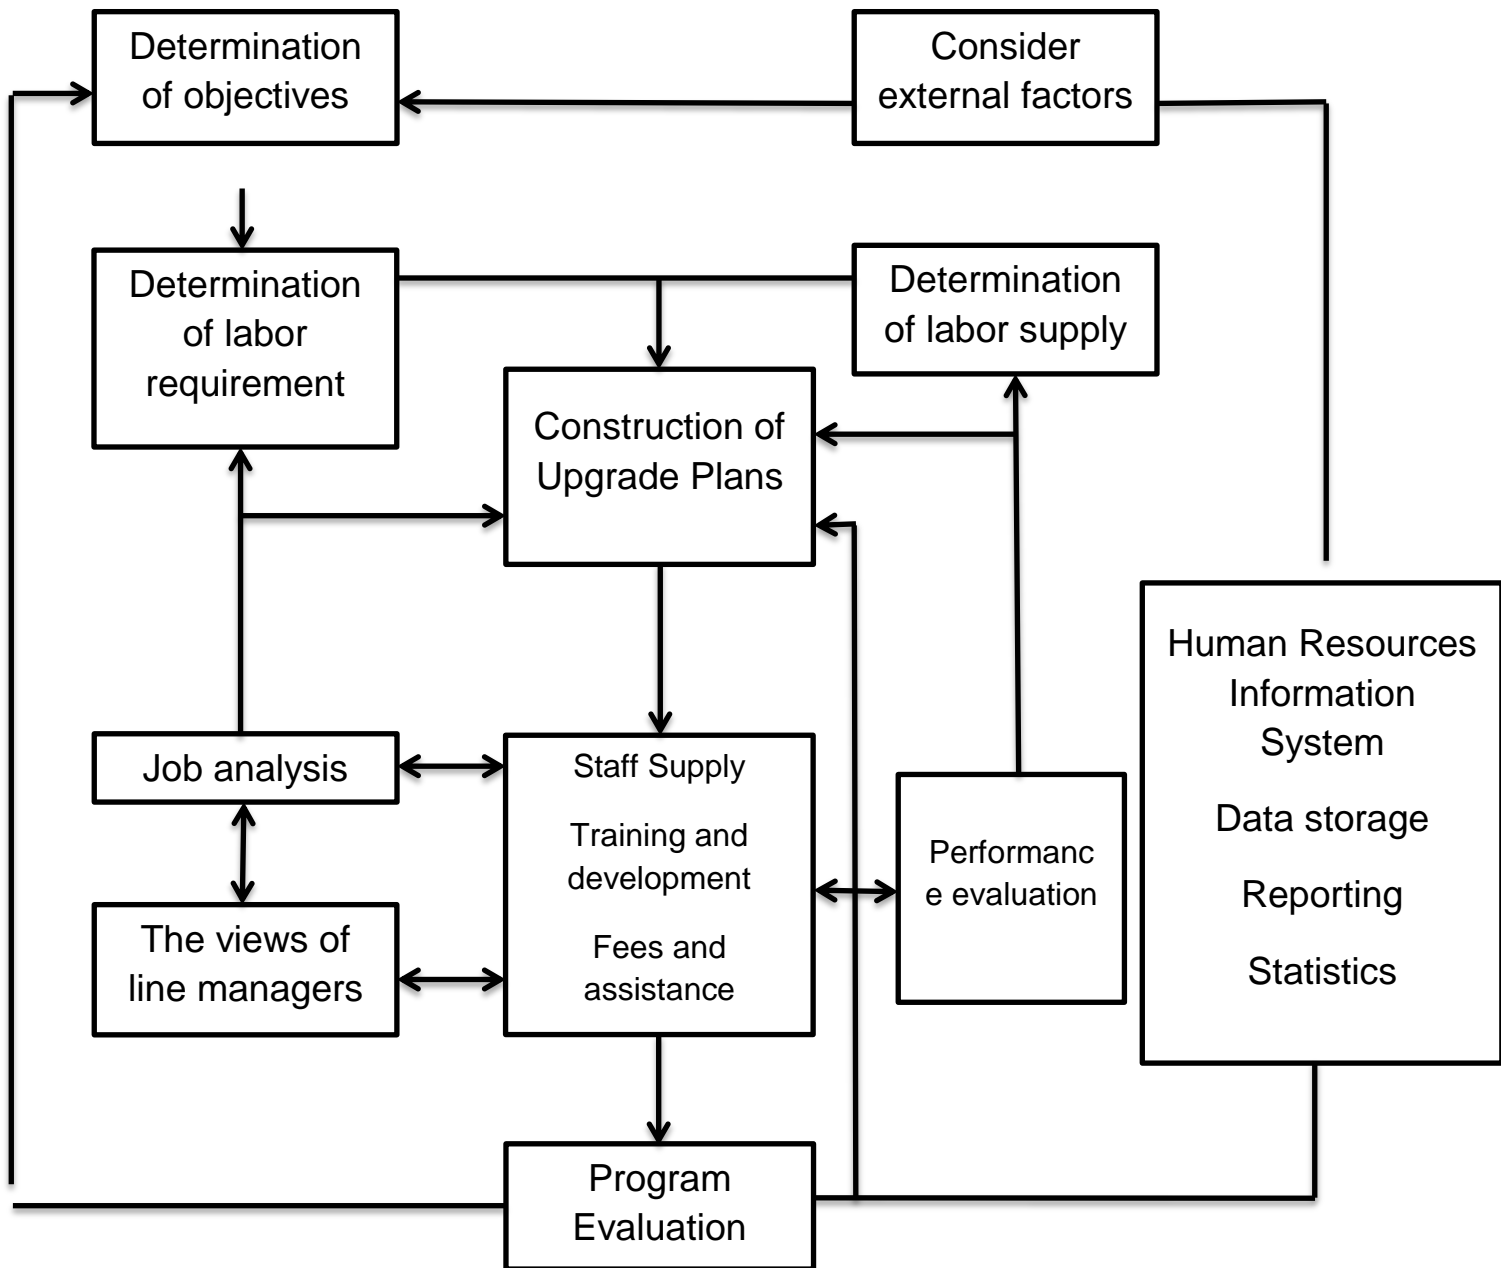 Determination
of objectives
Consider
external factors
Determination
of labor
requirement
Determination
of labor supply
Construction of
Upgrade Plans
Human Resources
Information
System
Data storage
Reporting
Statistics
Job analysis
Staff Supply
Training and
development
Fees and
assistance
Performanc
e evaluation
The views of
line managers
Program
Evaluation